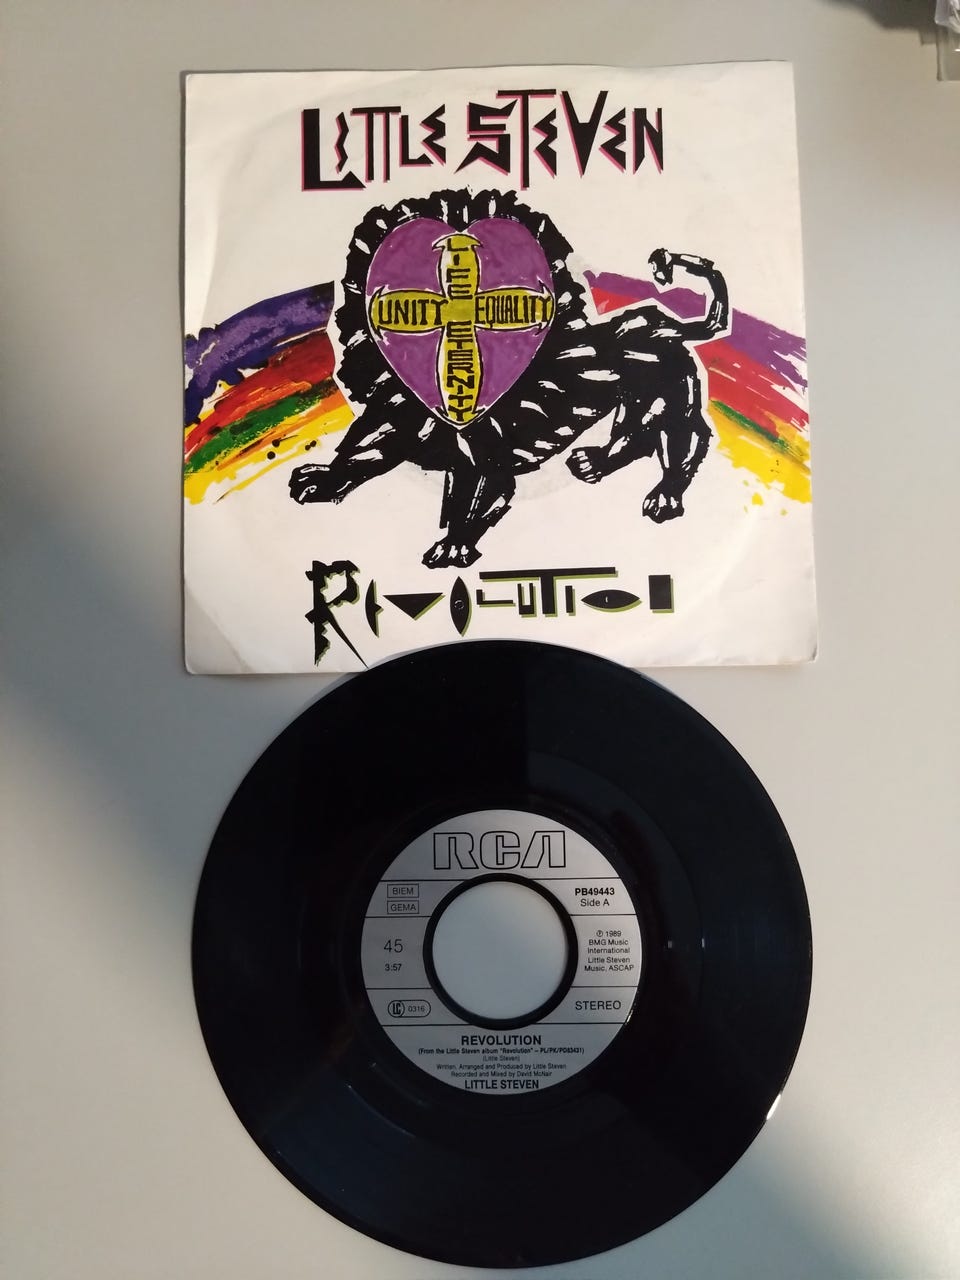 LITTLE STEVEN
LIFE
UNITY EQUALITY
ETERNITY
REVOLUTION
RCA
BIEM
GEMA
PB49443
Side A
45
3:57
℗ 1989
BMG Music
International
Little Steven
Music, ASCAP
LC 0316
STEREO
REVOLUTION
(From the Little Steven album "Revolution" – PL/PK/PD83431)
(Little Steven)
Written, Arranged and Produced by Little Steven
Recorded and Mixed by David McNair
LITTLE STEVEN